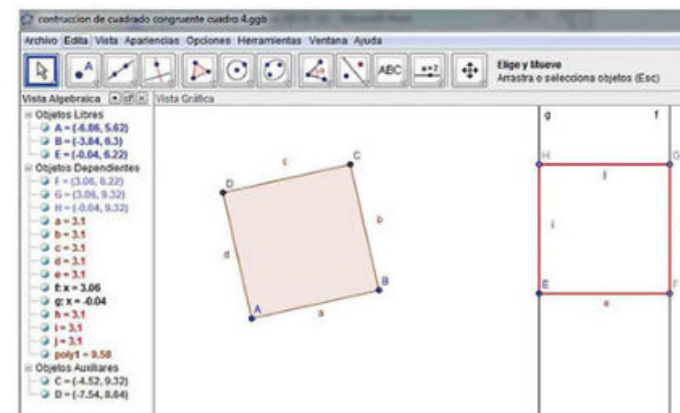 contruccion de cuadrado congruente cuadro 4.ggb
Archivo Edita Vista Apariencias Opciones Herramientas Ventana Ayuda
A
ABC
a=2
Elige y Mueve
Arrastra o selecciona objetos (Esc)
Vista Algebraica
Vista Gráfica
Objetos Libres
A = (-6.86, 5.62)
B = (-3.84, 6.3)
E = (-0.04, 6.22)
Objetos Dependientes
F = (3.06, 6.22)
G = (3.06, 9.32)
H = (-0.04, 9.32)
a = 3.1
b = 3.1
c = 3.1
d = 3.1
e = 3.1
f: x = 3.06
g: x = -0.04
h = 3.1
i = 3.1
j = 3.1
poly1 = 9.58
Objetos Auxiliares
C = (-4.52, 9.32)
D = (-7.54, 8.64)
c
C
D
d
b
A
a
B
g
f
H
G
j
i
E
F
e